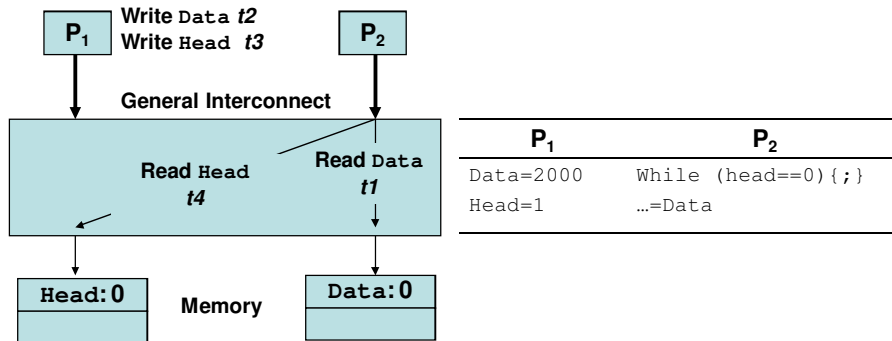 P1
Write Data t2
Write Head t3
P2
General Interconnect
Read Head
t4
Read Data
t1
Head:0
Memory
Data:0
P1 P2
Data=2000 While (head==0){;}
Head=1 …=Data